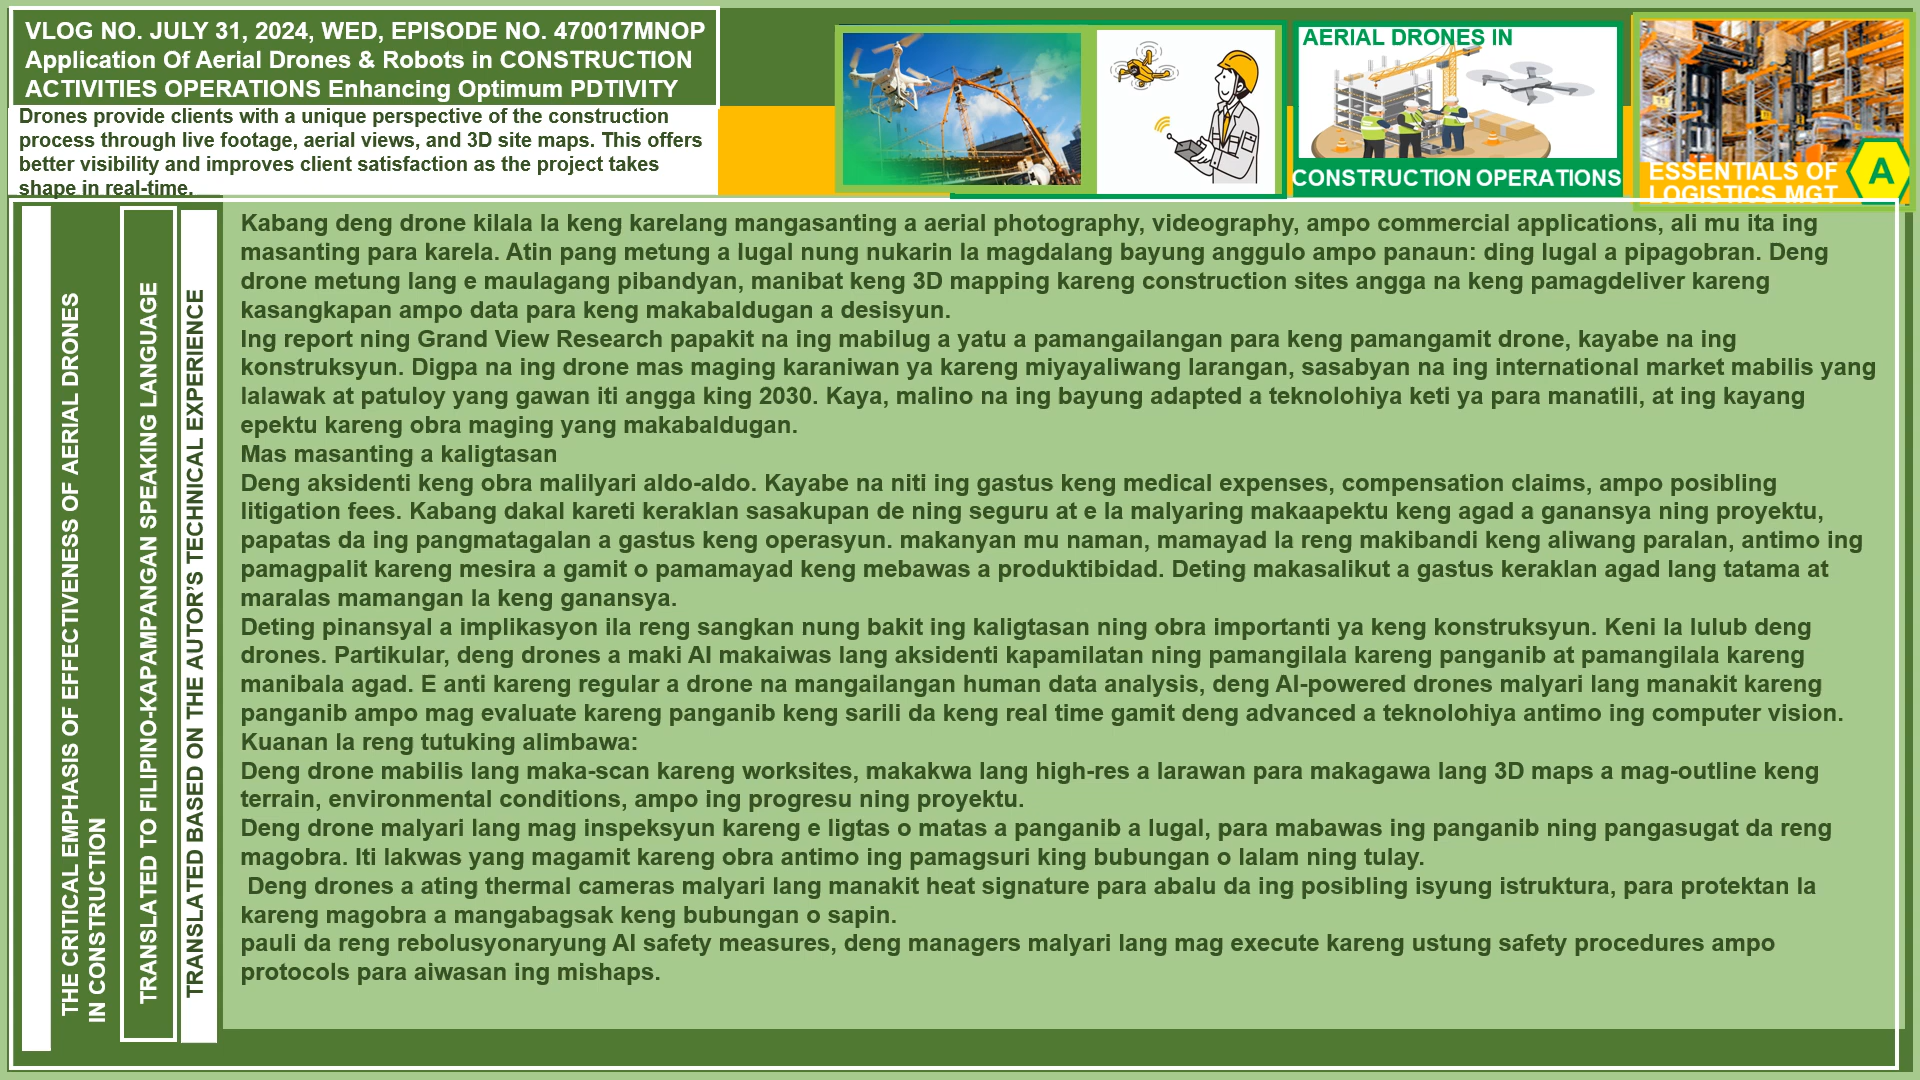 VLOG NO. JULY 31, 2024, WED, EPISODE NO. 470017MNOP
Application Of Aerial Drones & Robots in CONSTRUCTION
ACTIVITIES OPERATIONS Enhancing Optimum PDTIVITY
Drones provide clients with a unique perspective of the construction
process through live footage, aerial views, and 3D site maps. This offers
better visibility and improves client satisfaction as the project takes
shape in real-time.
AERIAL DRONES IN
CONSTRUCTION OPERATIONS
ESSENTIALS OF
LOGISTICS MGT
A
THE CRITICAL EMPHASIS OF EFFECTIVENESS OF AERIAL DRONES
IN CONSTRUCTION
TRANSLATED TO FILIPINO-KAPAMPANGAN SPEAKING LANGUAGE
TRANSLATED BASED ON THE AUTOR'S TECHNICAL EXPERIENCE
Kabang deng drone kilala la keng karelang mangasanting a aerial photography, videography, ampo commercial applications, ali mu ita ing
masanting para karela. Atin pang metung a lugal nung nukarin la magdalang bayung anggulo ampo panaun: ding lugal a pipagobran. Deng
drone metung lang e maulagang pibandyan, manibat keng 3D mapping kareng construction sites angga na keng pamagdeliver kareng
kasangkapan ampo data para keng makabaldugan a desisyun.
Ing report ning Grand View Research papakit na ing mabilug a yatu a pamangailangan para keng pamangamit drone, kayabe na ing
konstruksyun. Digpa na ing drone mas maging karaniwan ya kareng miyayaliwang larangan, sasabyan na ing international market mabilis yang
lalawak at patuloy yang gawan iti angga king 2030. Kaya, malino na ing bayung adapted a teknolohiya keti ya para manatili, at ing kayang
epektu kareng obra maging yang makabaldugan.
Mas masanting a kaligtasan
Deng aksidenti keng obra malilyari aldo-aldo. Kayabe na niti ing gastus keng medical expenses, compensation claims, ampo posibling
litigation fees. Kabang dakal kareti keraklan sasakupan de ning seguru at e la malyaring makaapektu keng agad a ganansya ning proyektu,
papatas da ing pangmatagalan a gastus keng operasyun. makanyan mu naman, mamayad la reng makibandi keng aliwang paralan, antimo ing
pamagpalit kareng mesira a gamit o pamamayad keng mebawas a produktibidad. Deting makasalikut a gastus keraklan agad lang tatama at
maralas mamangan la keng ganansya.
Deting pinansyal a implikasyon ila reng sangkan nung bakit ing kaligtasan ning obra importanti ya keng konstruksyun. Keni la lulub deng
drones. Partikular, deng drones a maki AI makaiwas lang aksidenti kapamilatan ning pamangilala kareng panganib at pamangilala kareng
manibala agad. E anti kareng regular a drone na mangailangan human data analysis, deng AI-powered drones malyari lang manakit kareng
panganib ampo mag evaluate kareng panganib keng sarili da keng real time gamit deng advanced a teknolohiya antimo ing computer vision.
Kuanan la reng tutuking alimbawa:
Deng drone mabilis lang maka-scan kareng worksites, makakwa lang high-res a larawan para makagawa lang 3D maps a mag-outline keng
terrain, environmental conditions, ampo ing progresu ning proyektu.
Deng drone malyari lang mag inspeksyun kareng e ligtas o matas a panganib a lugal, para mabawas ing panganib ning pangasugat da reng
magobra. Iti lakwas yang magamit kareng obra antimo ing pamagsuri king bubungan o lalam ning tulay.
Deng drones a ating thermal cameras malyari lang manakit heat signature para abalu da ing posibling isyung istruktura, para protektan la
kareng magobra a mangabagsak keng bubungan o sapin.
pauli da reng rebolusyonaryung AI safety measures, deng managers malyari lang mag execute kareng ustung safety procedures ampo
protocols para aiwasan ing mishaps.